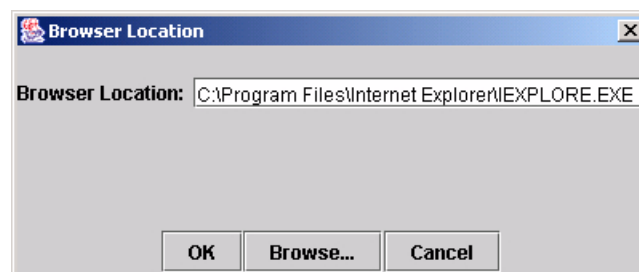 Browser Location
Browser Location: C:\Program Files\Internet Explorer\IEXPLORE.EXE
OK Browse... Cancel